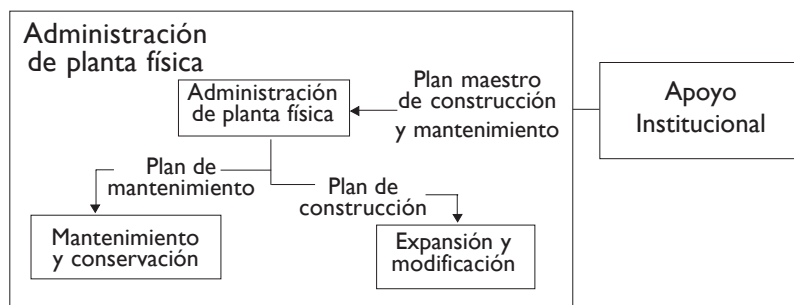 Administración
de planta física
Administración
de planta física
Plan maestro
de construcción
y mantenimiento
Apoyo
Institucional
Plan de
mantenimiento
Plan de
construcción
Mantenimiento
y conservación
Expansión y
modificación